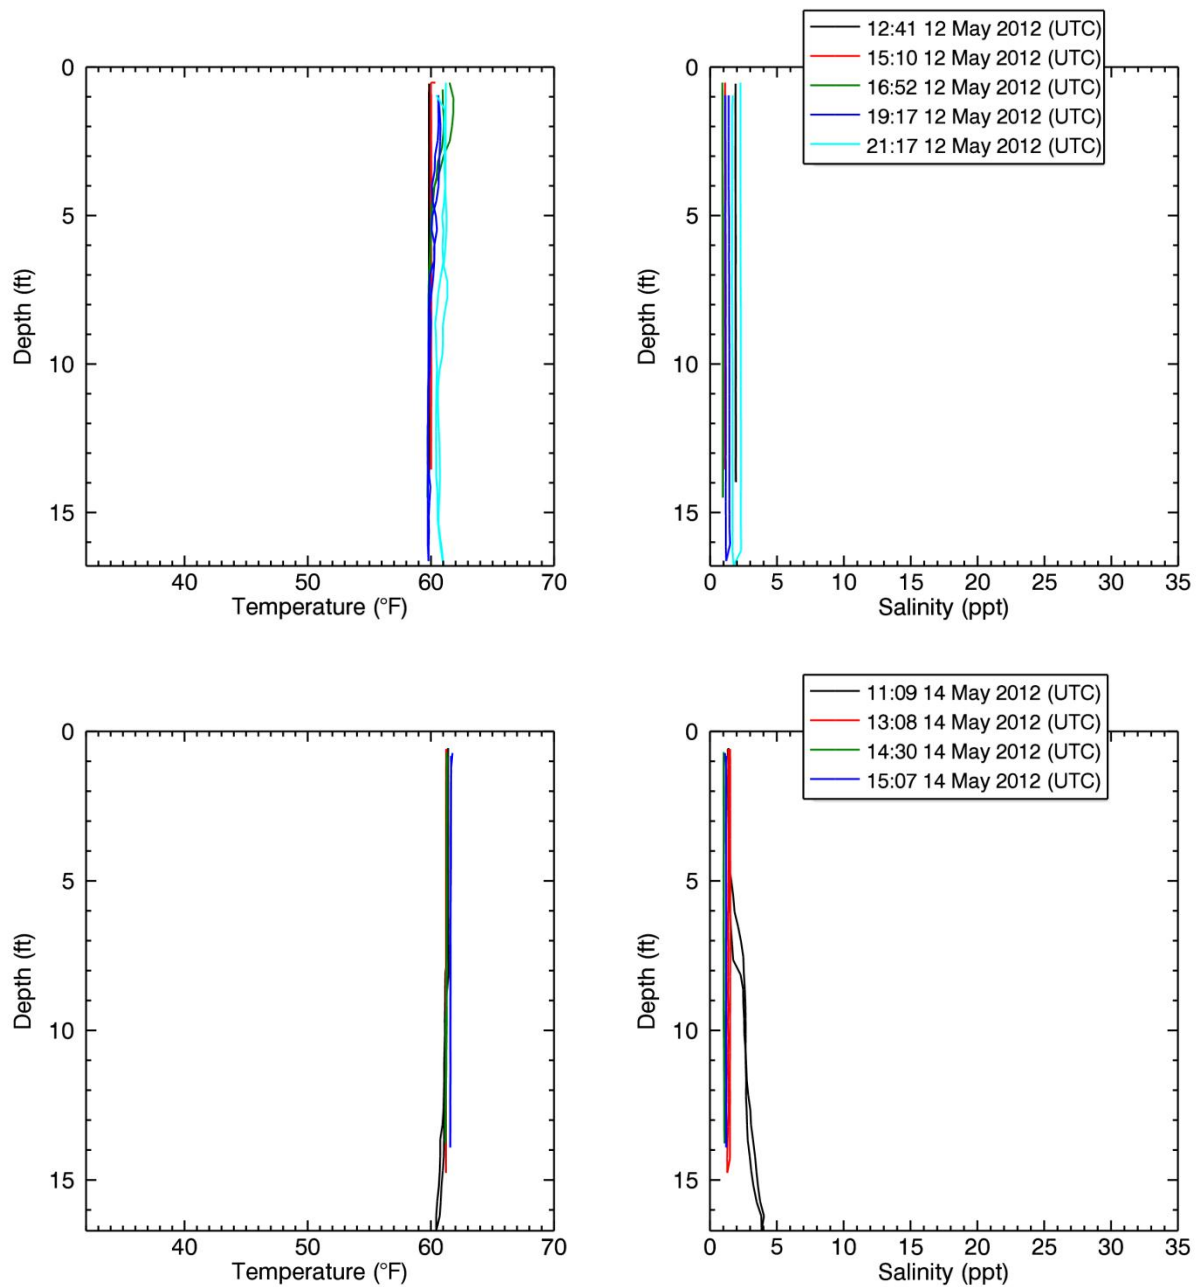 12:41 12 May 2012 (UTC)
15:10 12 May 2012 (UTC)
16:52 12 May 2012 (UTC)
19:17 12 May 2012 (UTC)
21:17 12 May 2012 (UTC)
0
5
10
15
Depth (ft)
40 50 60 70
Temperature (°F)
0
5
10
15
Depth (ft)
0 5 10 15 20 25 30 35
Salinity (ppt)
11:09 14 May 2012 (UTC)
13:08 14 May 2012 (UTC)
14:30 14 May 2012 (UTC)
15:07 14 May 2012 (UTC)
0
5
10
15
Depth (ft)
40 50 60 70
Temperature (°F)
0
5
10
15
Depth (ft)
0 5 10 15 20 25 30 35
Salinity (ppt)